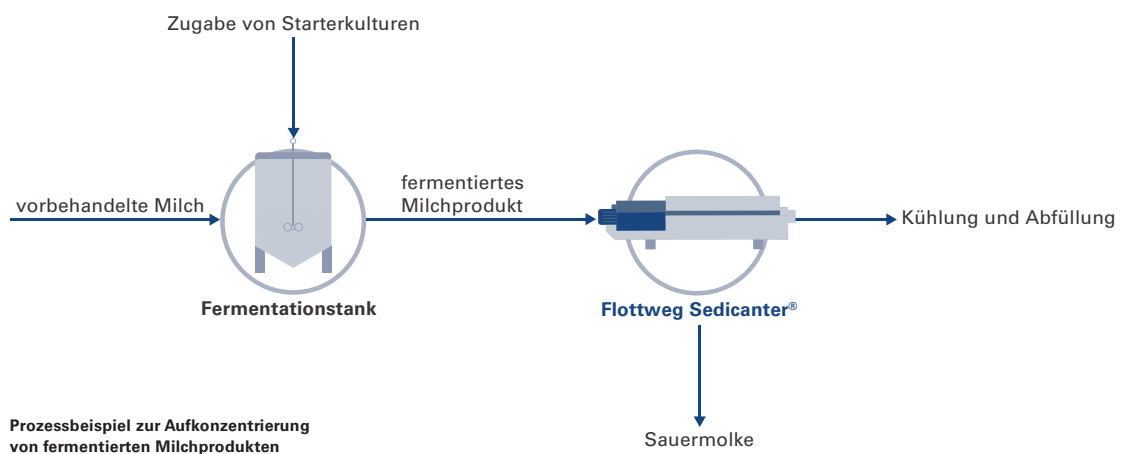 Zugabe von Starterkulturen
vorbehandelte Milch
fermentiertes
Milchprodukt
Kühlung und Abfüllung
Fermentationstank
Flottweg Sedicanter®
Sauermolke
Prozessbeispiel zur Aufkonzentrierung
von fermentierten Milchprodukten